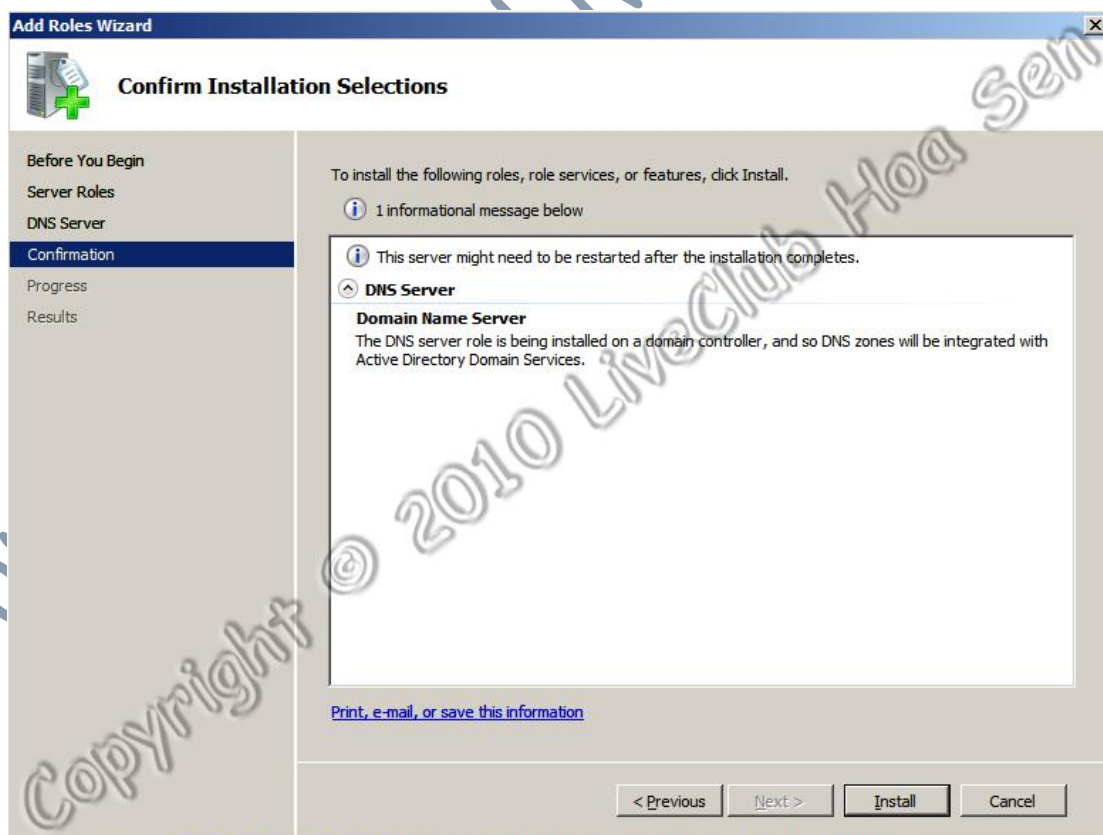 Add Roles Wizard
Confirm Installation Selections
Before You Begin
Server Roles
DNS Server
Confirmation
Progress
Results
To install the following roles, role services, or features, click Install.
1 informational message below
This server might need to be restarted after the installation completes.
DNS Server
Domain Name Server
The DNS server role is being installed on a domain controller, and so DNS zones will be integrated with
Active Directory Domain Services.
Print, e-mail, or save this information
< Previous
Next >
Install
Cancel
Copyright © 2010 LiveClub Hoa Sen